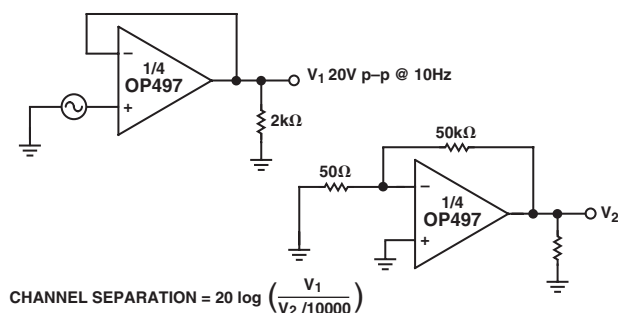 1/4
OP497
−
+
V1 20V p–p @ 10Hz
2kΩ
50kΩ
50Ω
−
1/4
OP497
+
V2
CHANNEL SEPARATION = 20 log (V1 / (V2 /10000))